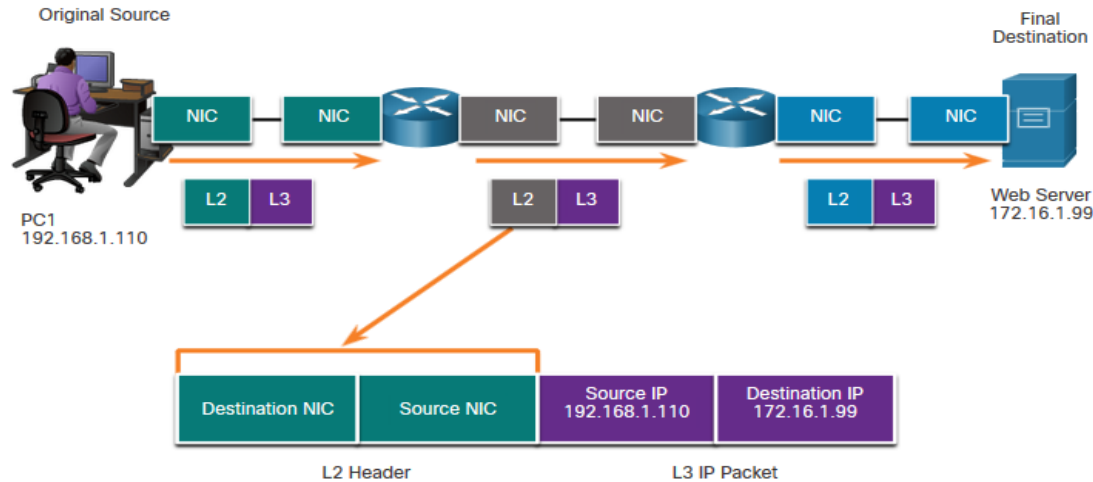 Original Source
Final
Destination
NIC
NIC
NIC
NIC
NIC
NIC
L2 L3
L2 L3
L2 L3
PC1
192.168.1.110
Web Server
172.16.1.99
Destination NIC
Source NIC
Source IP
192.168.1.110
Destination IP
172.16.1.99
L2 Header
L3 IP Packet